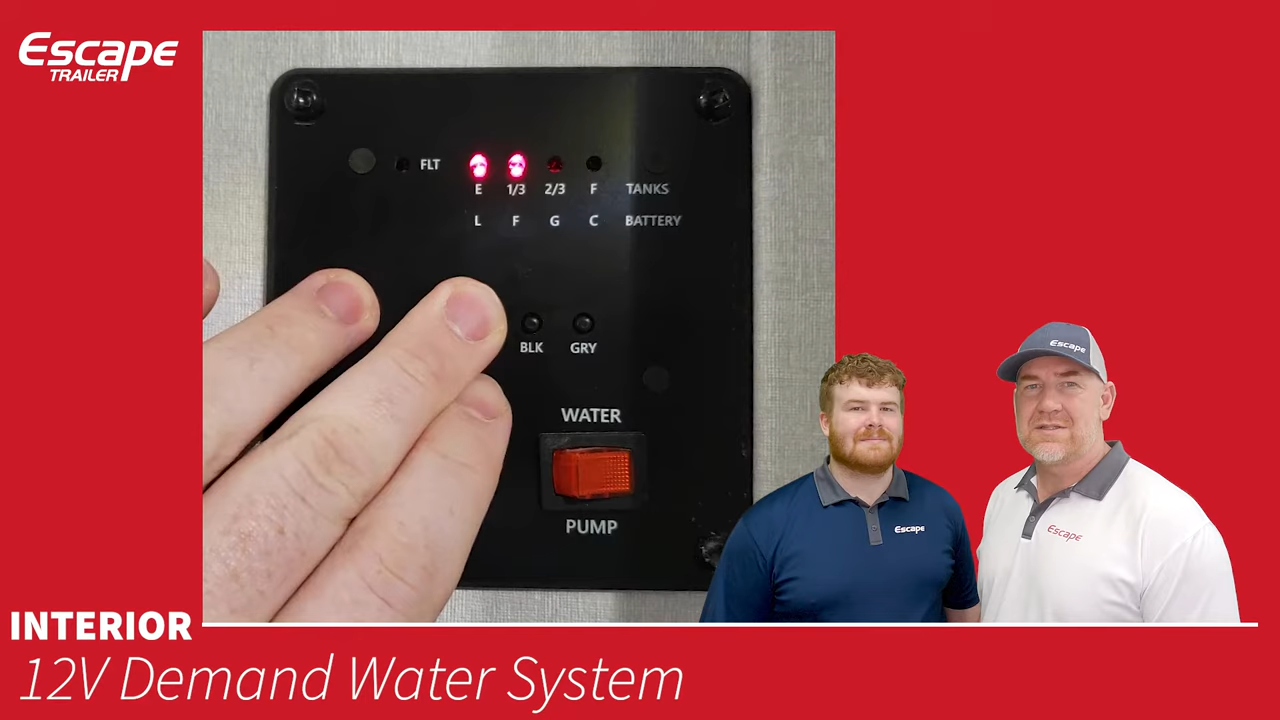 Escape
TRAILER
FLT
E 1/3 2/3 F TANKS
L F G C BATTERY
BLK GRY
WATER
PUMP
Escape
Escape
Escape
INTERIOR
12V Demand Water System